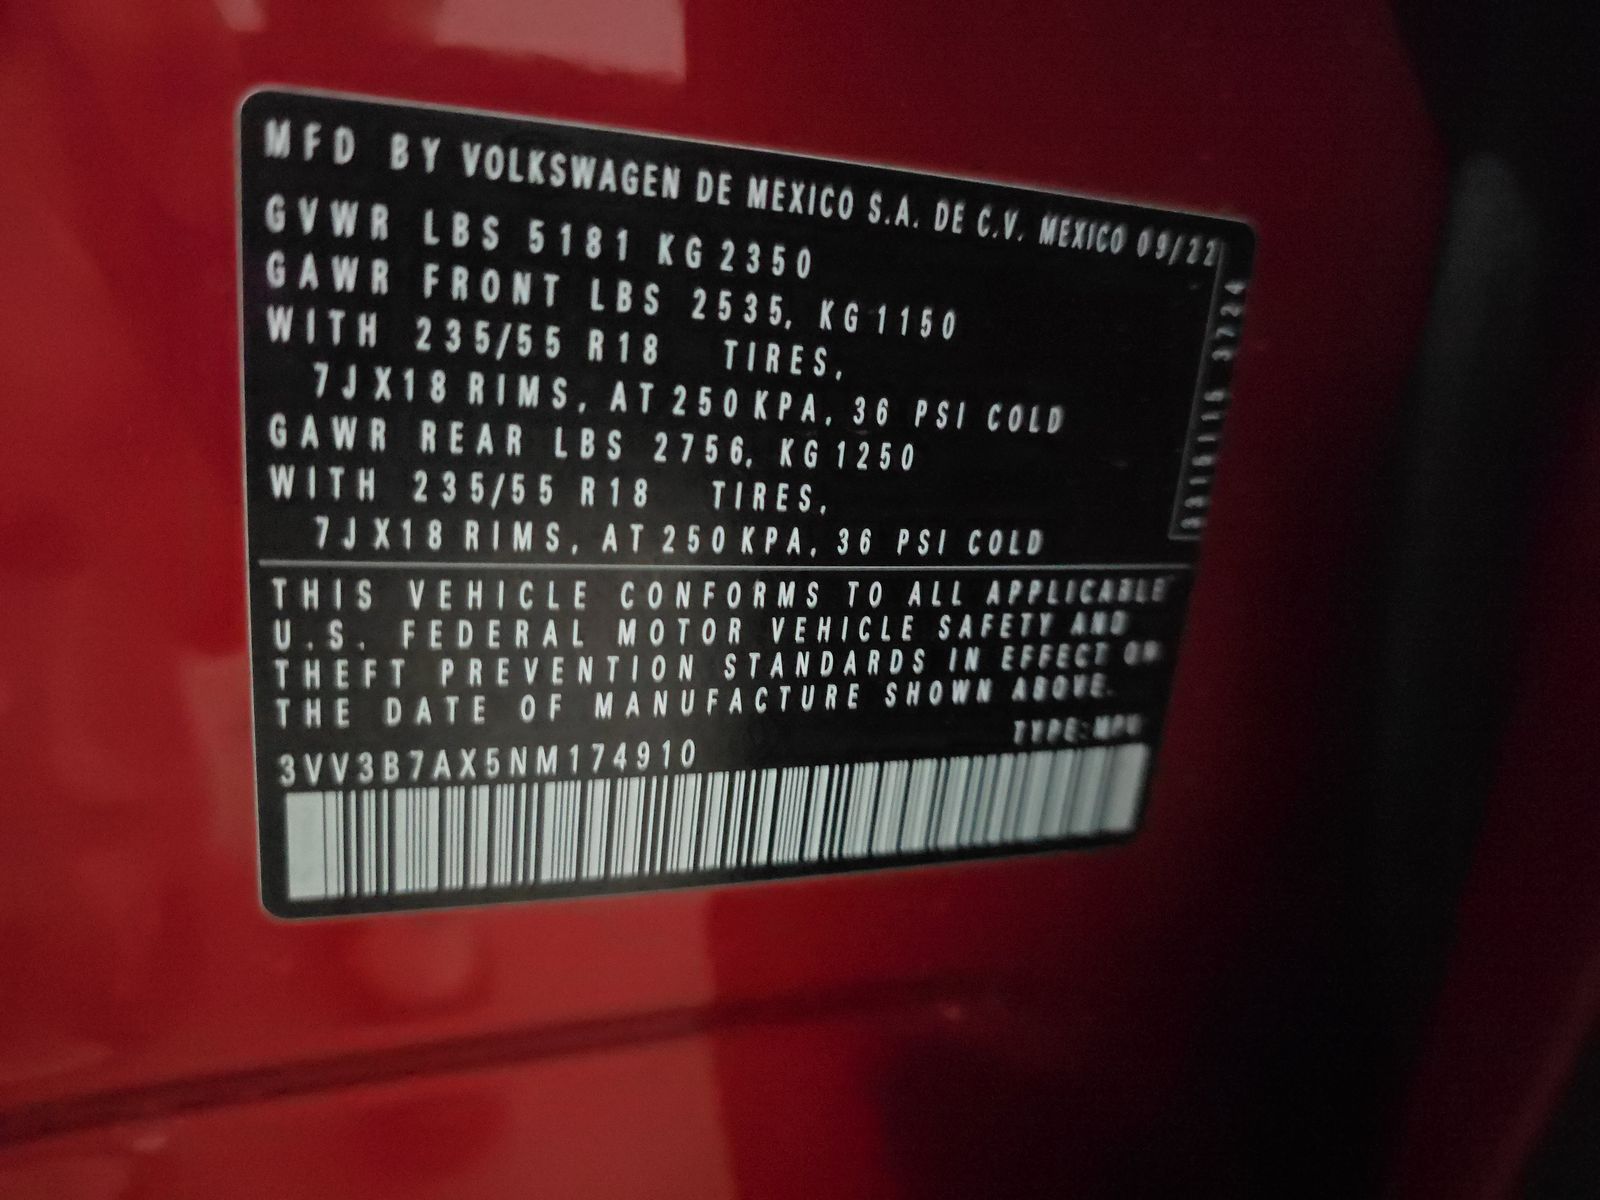 MFD BY VOLKSWAGEN DE MEXICO S.A. DE C.V. MEXICO 09/22
GVWR LBS 5181 KG 2350
GAWR FRONT LBS 2535, KG 1150
WITH 235/55 R18 TIRES,
7JX18 RIMS, AT 250 KPA, 36 PSI COLD
GAWR REAR LBS 2756, KG 1250
WITH 235/55 R18 TIRES,
7JX18 RIMS, AT 250 KPA, 36 PSI COLD
THIS VEHICLE CONFORMS TO ALL APPLICABLE
U.S. FEDERAL MOTOR VEHICLE SAFETY AND
THEFT PREVENTION STANDARDS IN EFFECT ON
THE DATE OF MANUFACTURE SHOWN ABOVE.
TYPE: MPV
3VV3B7AX5NM174910